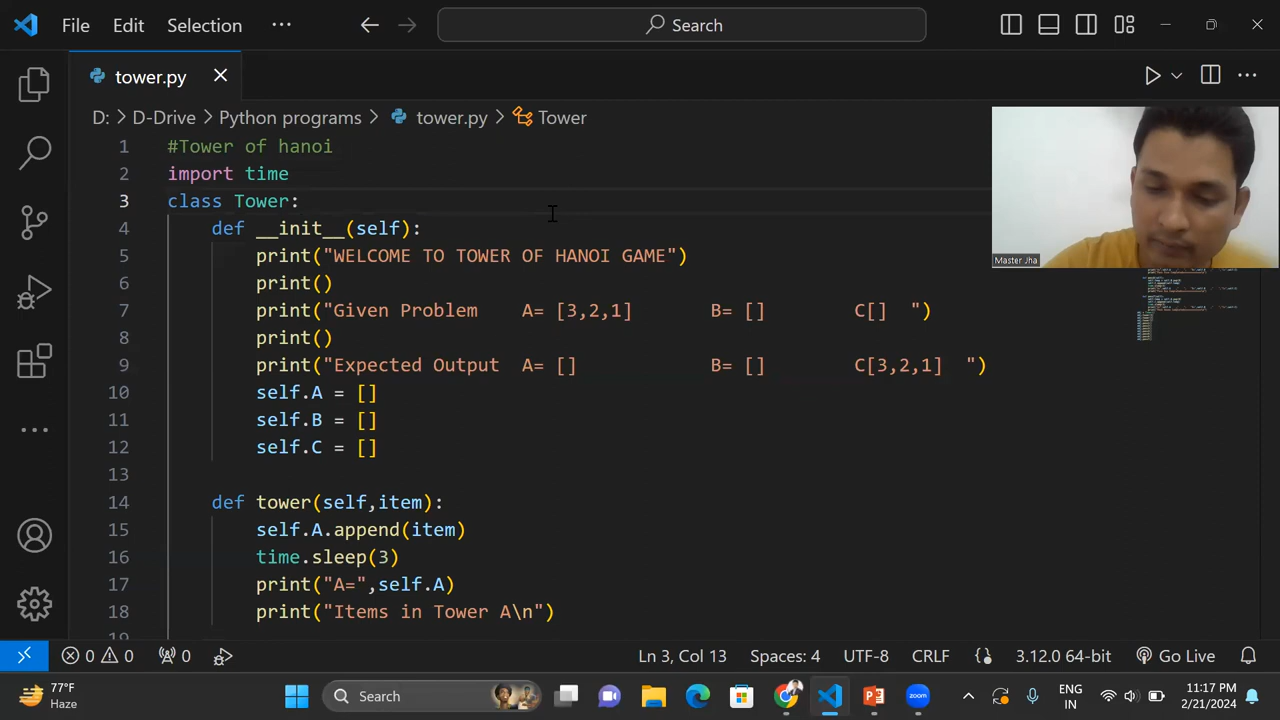 File Edit Selection ··· Search
tower.py
D: > D-Drive > Python programs > tower.py > Tower
1 #Tower of hanoi
2 import time
3 class Tower:
4 def __init__(self):
5 print("WELCOME TO TOWER OF HANOI GAME")
6 print()
7 print("Given Problem A= [3,2,1] B= [] C[] ")
8 print()
9 print("Expected Output A= [] B= [] C[3,2,1] ")
10 self.A = []
11 self.B = []
12 self.C = []
13
14 def tower(self,item):
15 self.A.append(item)
16 time.sleep(3)
17 print("A=",self.A)
18 print("Items in Tower A\n")
19
Master Jha
0 0 0 Ln 3, Col 13 Spaces: 4 UTF-8 CRLF 3.12.0 64-bit Go Live
77°F
Haze
Search
zoom
ENG
IN
11:17 PM
2/21/2024